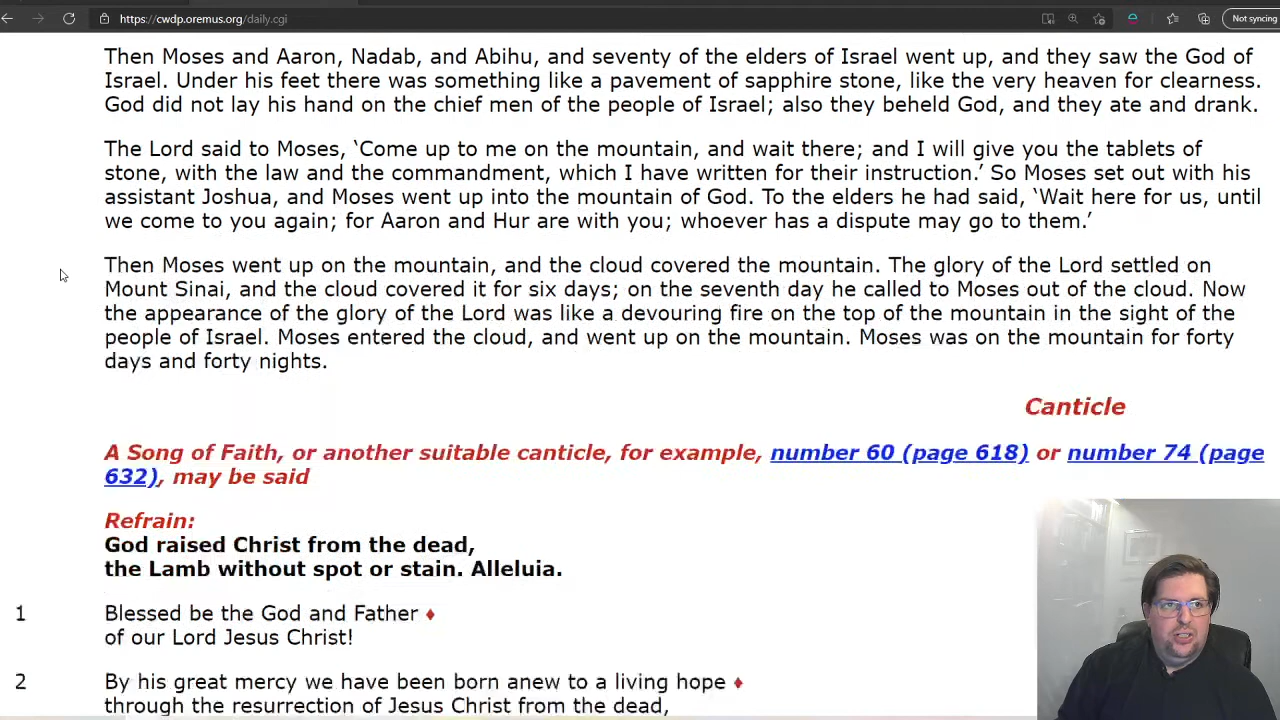 https://cwdp.oremus.org/daily.cgi
Not syncing
Then Moses and Aaron, Nadab, and Abihu, and seventy of the elders of Israel went up, and they saw the God of
Israel. Under his feet there was something like a pavement of sapphire stone, like the very heaven for clearness.
God did not lay his hand on the chief men of the people of Israel; also they beheld God, and they ate and drank.
The Lord said to Moses, ‘Come up to me on the mountain, and wait there; and I will give you the tablets of
stone, with the law and the commandment, which I have written for their instruction.’ So Moses set out with his
assistant Joshua, and Moses went up into the mountain of God. To the elders he had said, ‘Wait here for us, until
we come to you again; for Aaron and Hur are with you; whoever has a dispute may go to them.’
Then Moses went up on the mountain, and the cloud covered the mountain. The glory of the Lord settled on
Mount Sinai, and the cloud covered it for six days; on the seventh day he called to Moses out of the cloud. Now
the appearance of the glory of the Lord was like a devouring fire on the top of the mountain in the sight of the
people of Israel. Moses entered the cloud, and went up on the mountain. Moses was on the mountain for forty
days and forty nights.
Canticle
A Song of Faith, or another suitable canticle, for example, number 60 (page 618) or number 74 (page
632), may be said
Refrain:
God raised Christ from the dead,
the Lamb without spot or stain. Alleluia.
1 Blessed be the God and Father ♦
of our Lord Jesus Christ!
2 By his great mercy we have been born anew to a living hope ♦
through the resurrection of Jesus Christ from the dead,